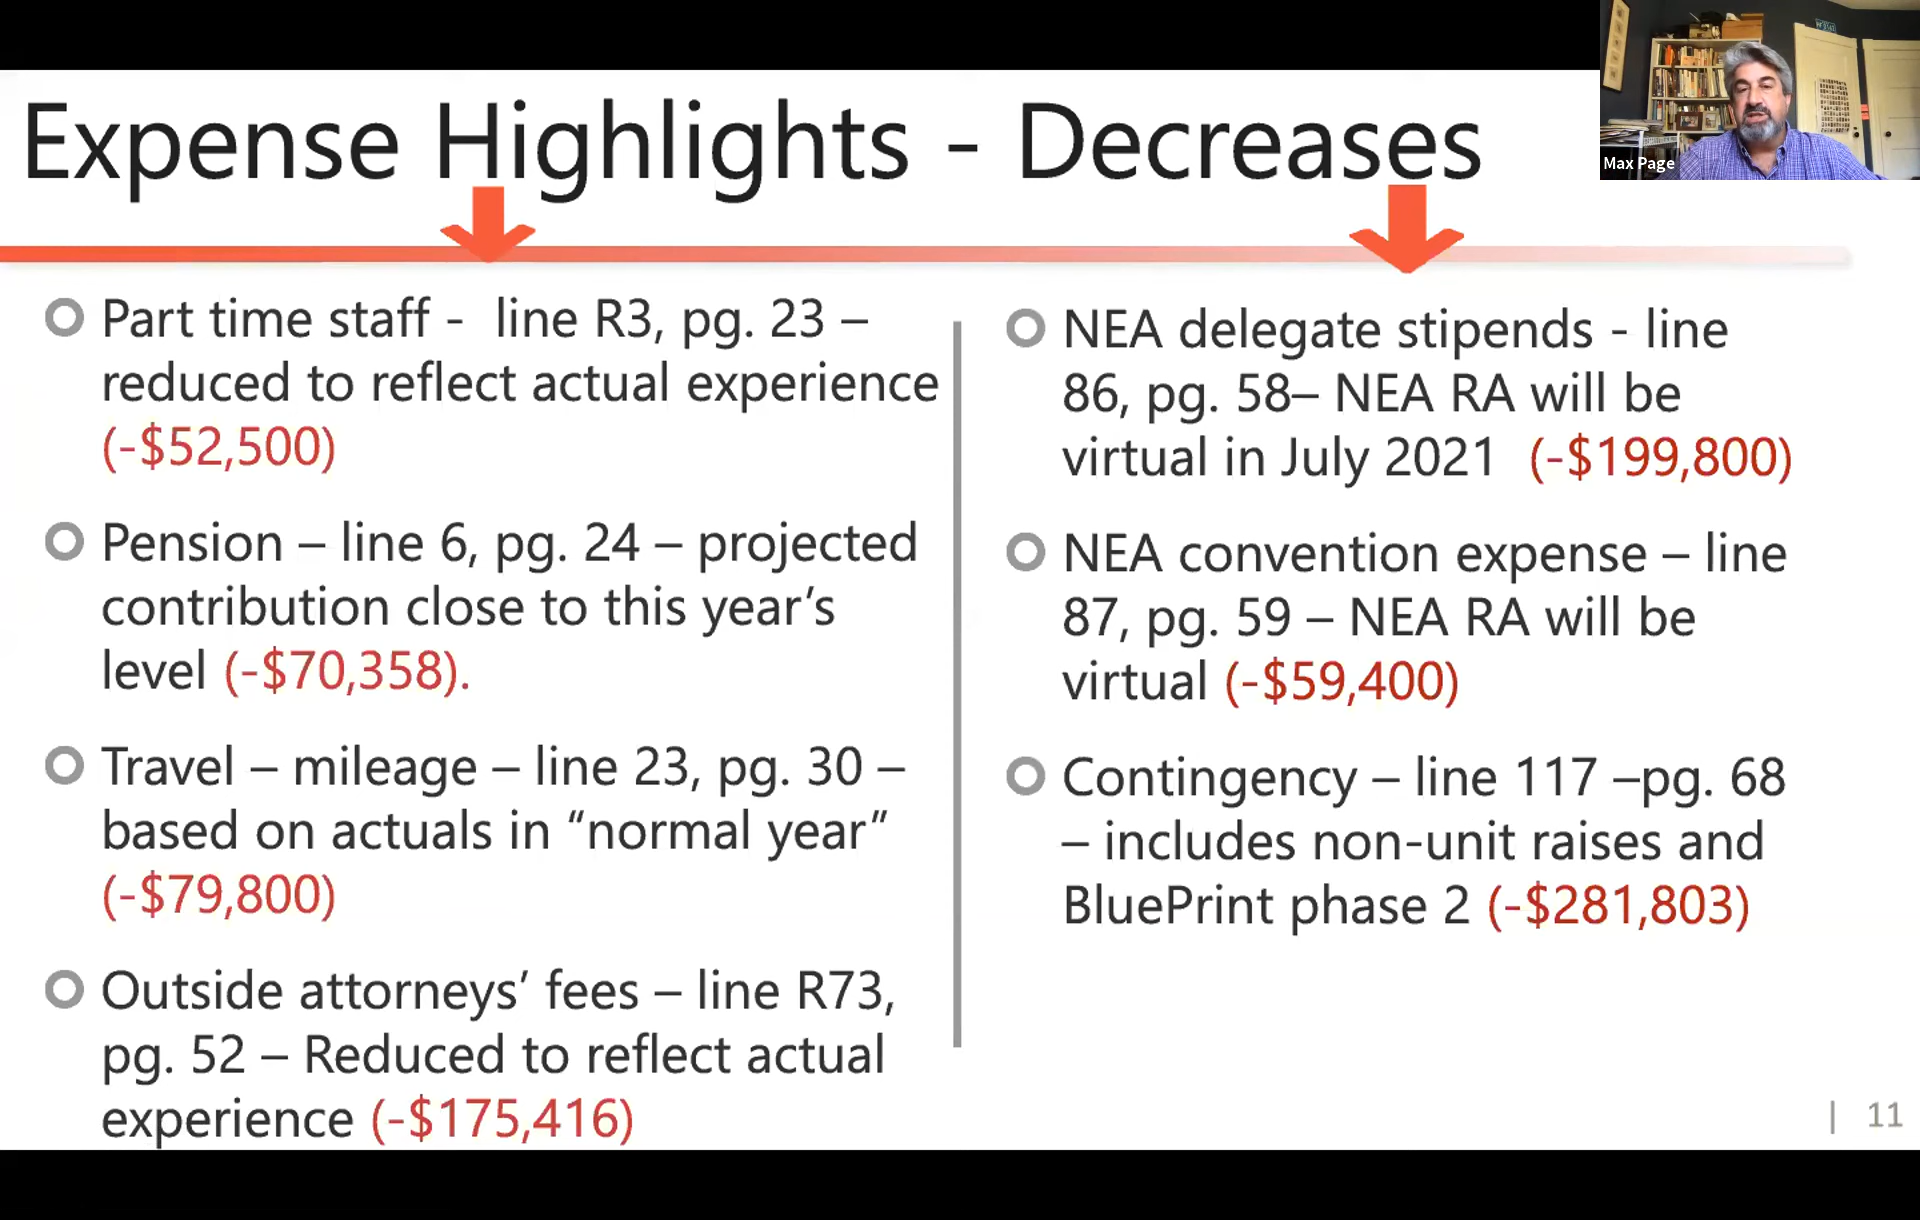 Expense Highlights - Decreases
Max Page
Part time staff - line R3, pg. 23 –
reduced to reflect actual experience
(-$52,500)
Pension – line 6, pg. 24 – projected
contribution close to this year’s
level (-$70,358).
Travel – mileage – line 23, pg. 30 –
based on actuals in “normal year”
(-$79,800)
Outside attorneys’ fees – line R73,
pg. 52 – Reduced to reflect actual
experience (-$175,416)
NEA delegate stipends - line
86, pg. 58– NEA RA will be
virtual in July 2021 (-$199,800)
NEA convention expense – line
87, pg. 59 – NEA RA will be
virtual (-$59,400)
Contingency – line 117 –pg. 68
– includes non-unit raises and
BluePrint phase 2 (-$281,803)
| 11